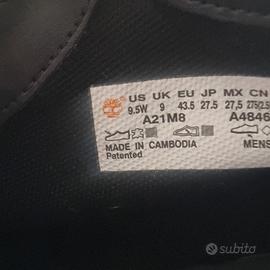 US UK EU JP MX CN
9.5W 9 43.5 27.5 27,5 275(2.5
A21M8 A4846
MADE IN CAMBODIA MENS
Patented
subito